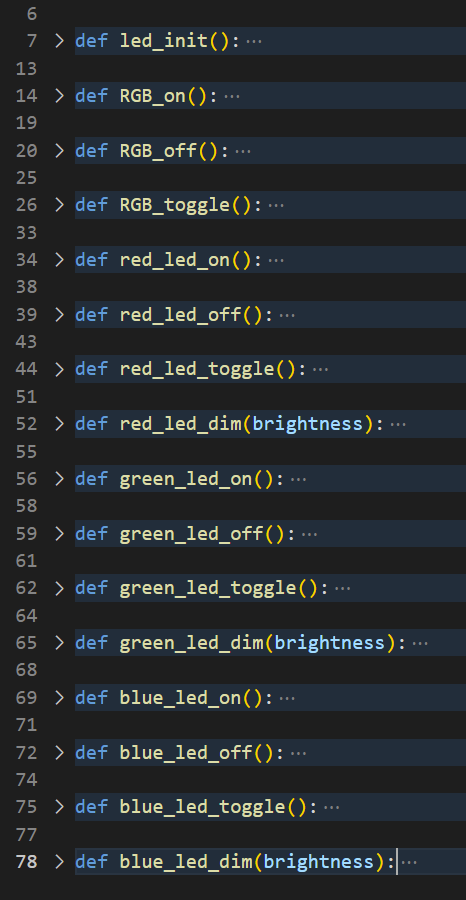 6
7 > def led_init(): ···
13
14 > def RGB_on(): ···
19
20 > def RGB_off(): ···
25
26 > def RGB_toggle(): ···
33
34 > def red_led_on(): ···
38
39 > def red_led_off(): ···
43
44 > def red_led_toggle(): ···
51
52 > def red_led_dim(brightness): ···
55
56 > def green_led_on(): ···
58
59 > def green_led_off(): ···
61
62 > def green_led_toggle(): ···
64
65 > def green_led_dim(brightness): ···
68
69 > def blue_led_on(): ···
71
72 > def blue_led_off(): ···
74
75 > def blue_led_toggle(): ···
77
78 > def blue_led_dim(brightness): ···